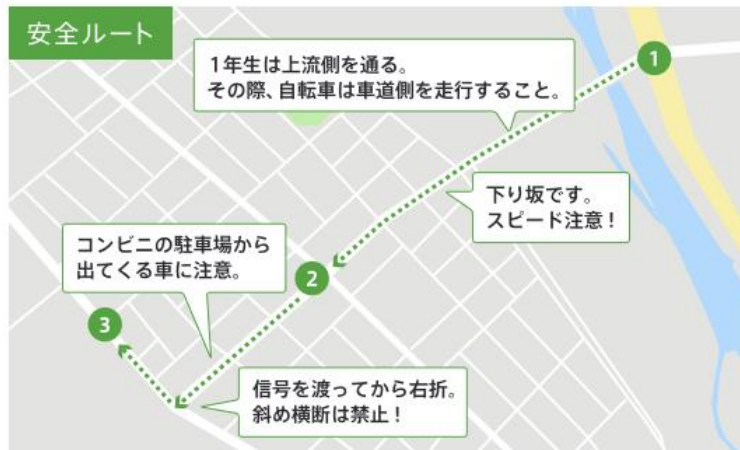 安全ルート
1年生は上流側を通る。
その際、自転車は車道側を走行すること。
1
下り坂です。
スピード注意！
コンビニの駐車場から
出てくる車に注意。
2
3
信号を渡ってから右折。
斜め横断は禁止！